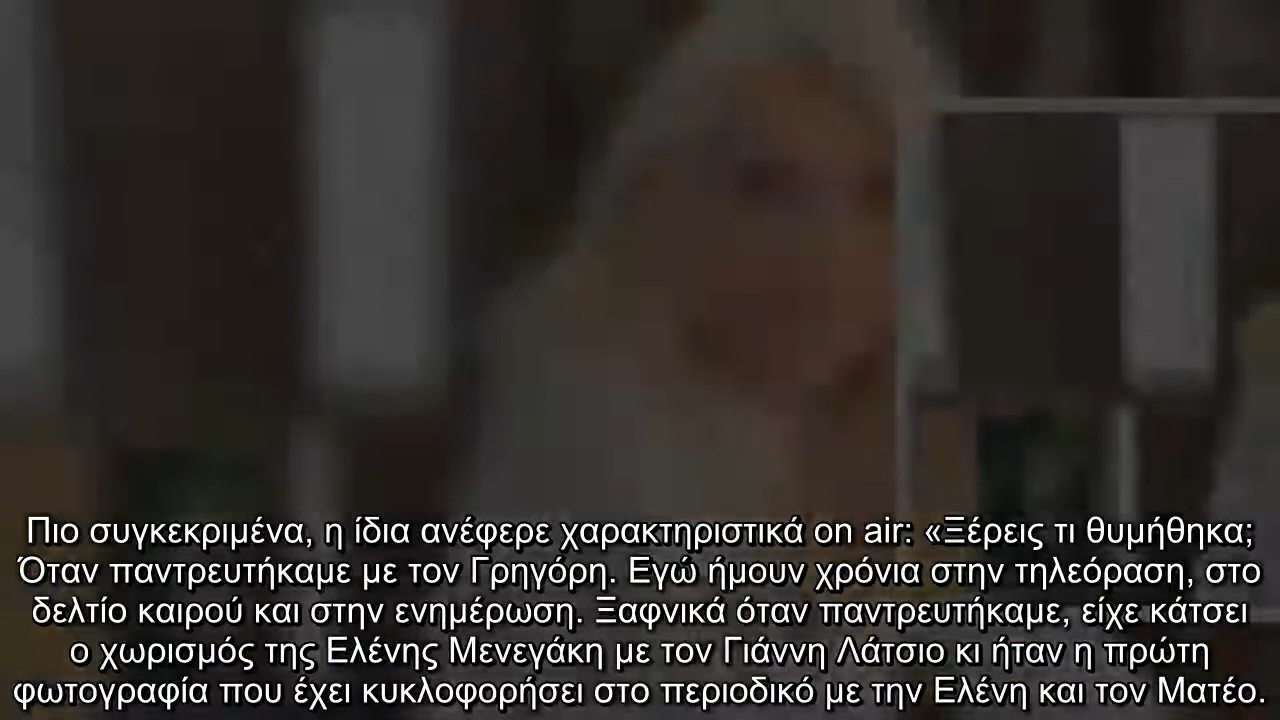 Πιο συγκεκριμένα, η ίδια ανέφερε χαρακτηριστικά on air: «Ξέρεις τι θυμήθηκα;
Όταν παντρευτήκαμε με τον Γρηγόρη. Εγώ ήμουν χρόνια στην τηλεόραση, στο
δελτίο καιρού και στην ενημέρωση. Ξαφνικά όταν παντρευτήκαμε, είχε κάτσει
ο χωρισμός της Ελένης Μενεγάκη με τον Γιάννη Λάτσιο κι ήταν η πρώτη
φωτογραφία που έχει κυκλοφορήσει στο περιοδικό με την Ελένη και τον Ματέο.